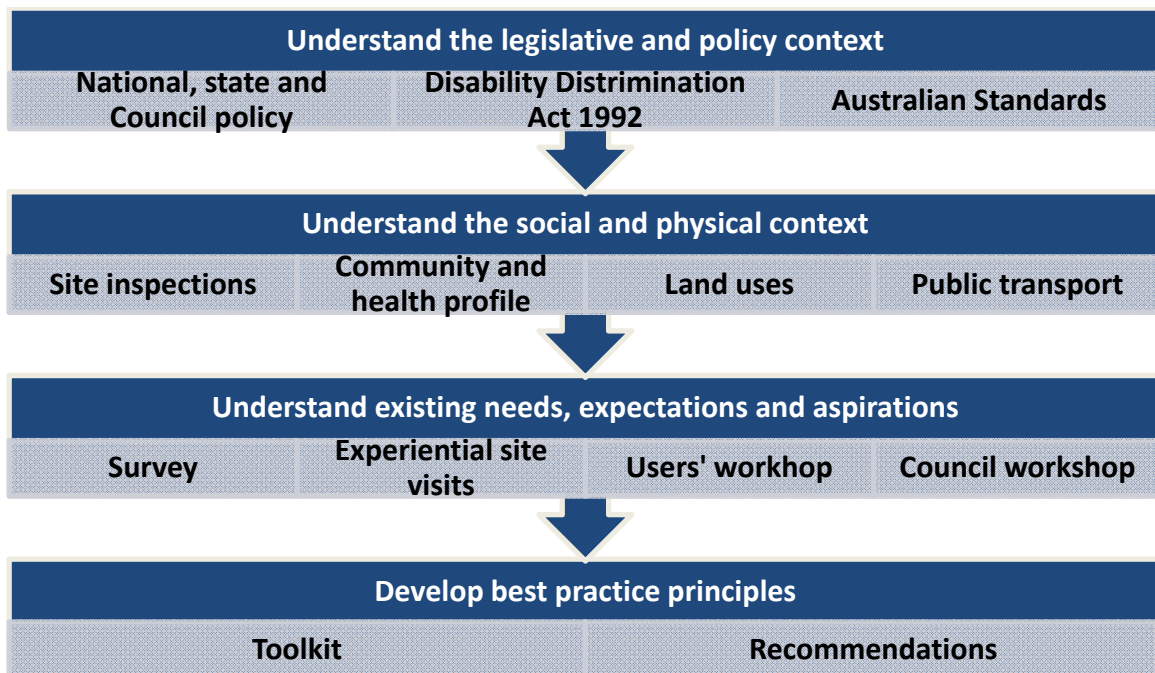 Understand the legislative and policy context
National, state and
Council policy
Disability Distrimination
Act 1992
Australian Standards
Understand the social and physical context
Site inspections
Community and
health profile
Land uses
Public transport
Understand existing needs, expectations and aspirations
Survey
Experiential site
visits
Users' workhop
Council workshop
Develop best practice principles
Toolkit
Recommendations